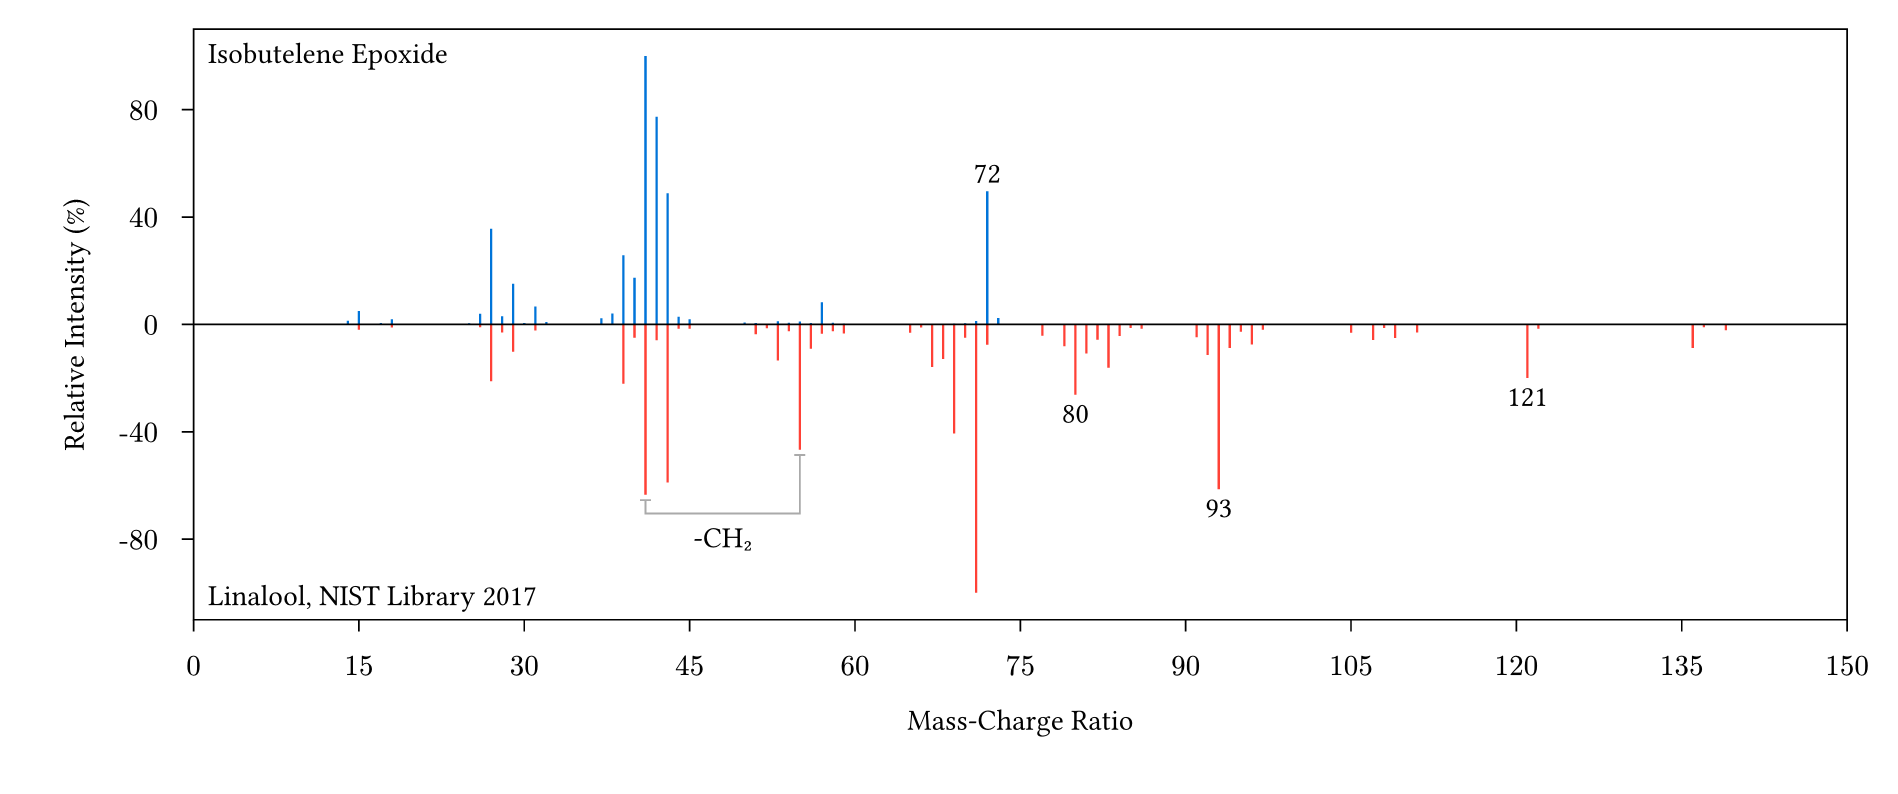 Isobutelene Epoxide
80
40
0
-40
-80
Relative Intensity (%)
72
80
93
121
-CH₂
Linalool, NIST Library 2017
0 15 30 45 60 75 90 105 120 135 150
Mass-Charge Ratio